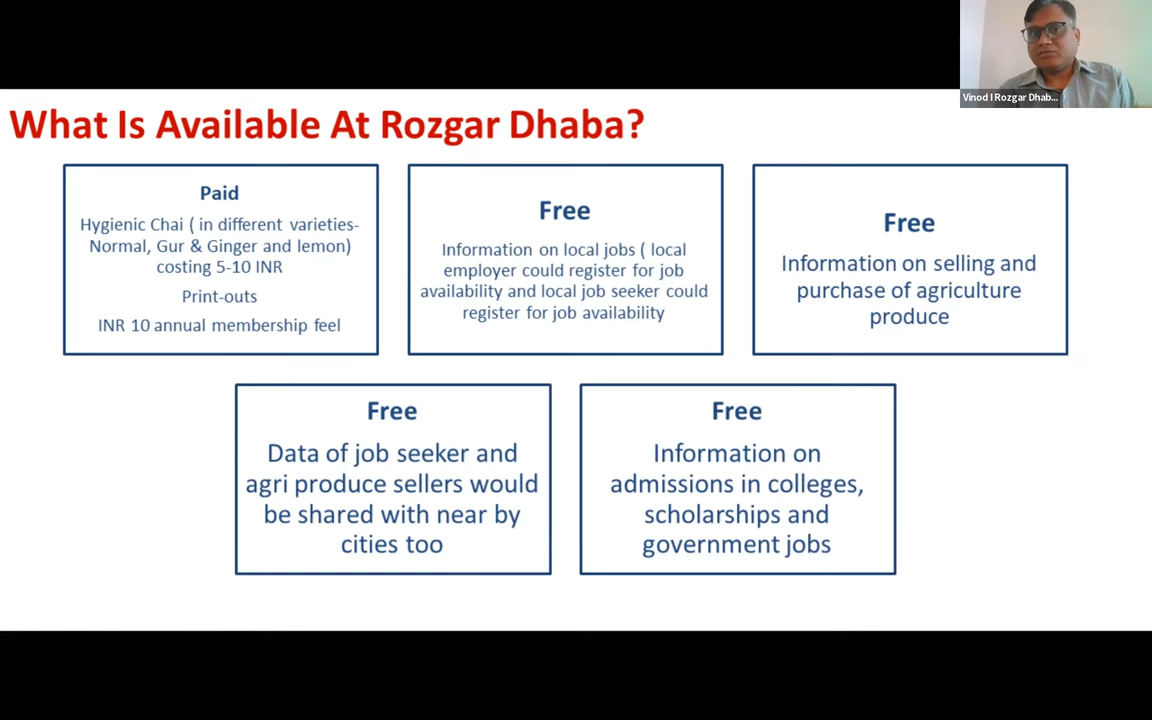 Vinod I Rozgar Dhab...
What Is Available At Rozgar Dhaba?
Paid
Hygienic Chai ( in different varieties-
Normal, Gur & Ginger and lemon)
costing 5-10 INR
Print-outs
INR 10 annual membership feel
Free
Information on local jobs ( local
employer could register for job
availability and local job seeker could
register for job availability
Free
Information on selling and
purchase of agriculture
produce
Free
Data of job seeker and
agri produce sellers would
be shared with near by
cities too
Free
Information on
admissions in colleges,
scholarships and
government jobs